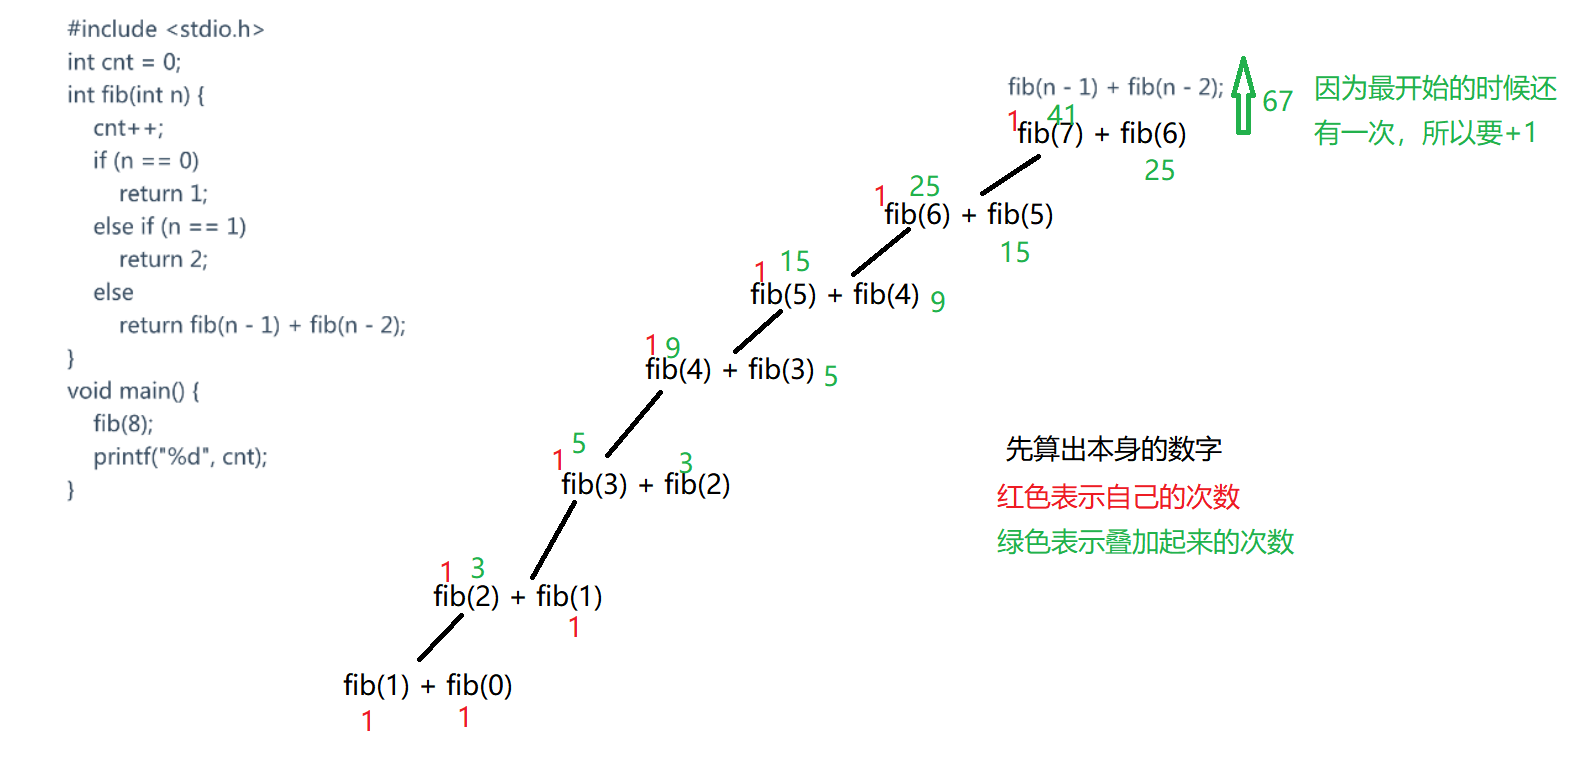 #include <stdio.h>
int cnt = 0;
int fib(int n) {
cnt++;
if (n == 0)
return 1;
else if (n == 1)
return 2;
else
return fib(n - 1) + fib(n - 2);
}
void main() {
fib(8);
printf("%d", cnt);
}
fib(n - 1) + fib(n - 2);
67
因为最开始的时候还
有一次，所以要+1
1 41
fib(7) + fib(6)
25
1 25
fib(6) + fib(5)
15
1 15
fib(5) + fib(4) 9
1 9
fib(4) + fib(3) 5
1 5 3
fib(3) + fib(2)
1 3
fib(2) + fib(1)
1
fib(1) + fib(0)
1 1
先算出本身的数字
红色表示自己的次数
绿色表示叠加起来的次数